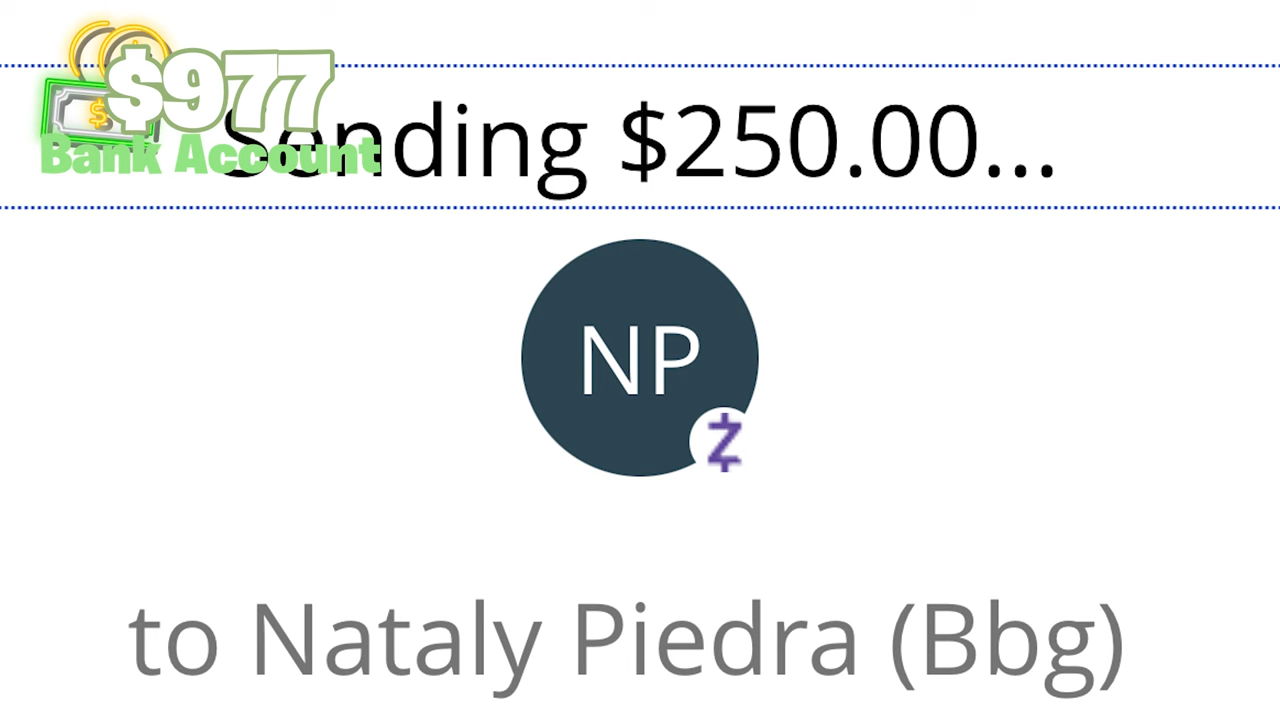 $977
Bank Account
Sending $250.00...
NP
to Nataly Piedra (Bbg)